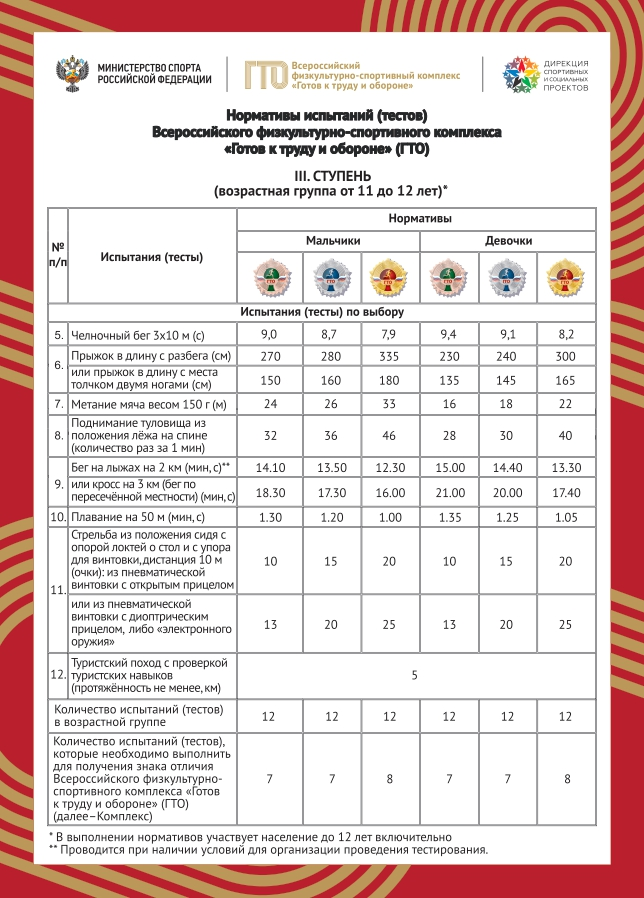 МИНИСТЕРСТВО СПОРТА
РОССИЙСКОЙ ФЕДЕРАЦИИ
ГТО
Всероссийский
физкультурно-спортивный комплекс
«Готов к труду и обороне»
ДИРЕКЦИЯ
СПОРТИВНЫХ
И СОЦИАЛЬНЫХ
ПРОЕКТОВ
Нормативы испытаний (тестов)
Всероссийского физкультурно-спортивного комплекса
«Готов к труду и обороне» (ГТО)
III. СТУПЕНЬ
(возрастная группа от 11 до 12 лет)*
№ п/п Испытания (тесты) Нормативы
Мальчики Девочки
ГТО ГТО ГТО ГТО ГТО ГТО
Испытания (тесты) по выбору
5. Челночный бег 3х10 м (с) 9,0 8,7 7,9 9,4 9,1 8,2
6. Прыжок в длину с разбега (см) 270 280 335 230 240 300
или прыжок в длину с места
толчком двумя ногами (см) 150 160 180 135 145 165
7. Метание мяча весом 150 г (м) 24 26 33 16 18 22
8. Поднимание туловища из
положения лёжа на спине
(количество раз за 1 мин) 32 36 46 28 30 40
9. Бег на лыжах на 2 км (мин, с)** 14.10 13.50 12.30 15.00 14.40 13.30
или кросс на 3 км (бег по
пересечённой местности) (мин,с) 18.30 17.30 16.00 21.00 20.00 17.40
10. Плавание на 50 м (мин, с) 1.30 1.20 1.00 1.35 1.25 1.05
11. Стрельба из положения сидя с
опорой локтей о стол и с упора
для винтовки,дистанция 10 м
(очки): из пневматической
винтовки с открытым прицелом 10 15 20 10 15 20
или из пневматической
винтовки с диоптрическим
прицелом, либо «электронного
оружия» 13 20 25 13 20 25
12. Туристский поход с проверкой
туристских навыков
(протяжённость не менее, км) 5
Количество испытаний (тестов)
в возрастной группе 12 12 12 12 12 12
Количество испытаний (тестов),
которые необходимо выполнить
для получения знака отличия
Всероссийского физкультурно-
спортивного комплекса «Готов
к труду и обороне» (ГТО)
(далее–Комплекс) 7 7 8 7 7 8
* В выполнении нормативов участвует население до 12 лет включительно
** Проводится при наличии условий для организации проведения тестирования.